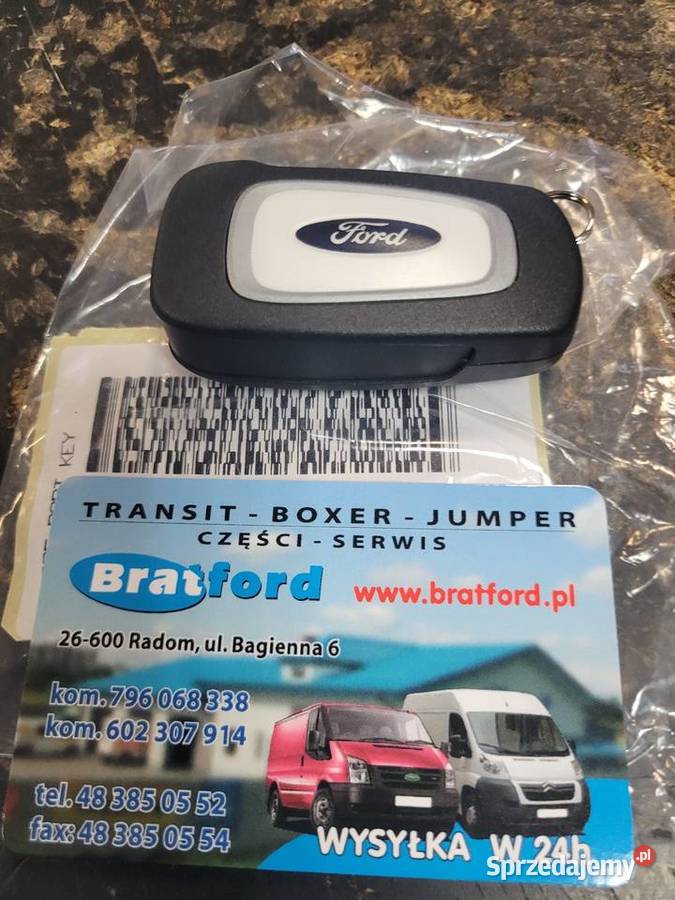 Ford
KEY
TRANSIT - BOXER - JUMPER
CZĘŚCI - SERWIS
Bratford
www.bratford.pl
26-600 Radom, ul. Bagienna 6
kom. 796 068 338
kom. 602 307 914
tel. 48 385 05 52
fax: 48 385 05 54
WYSYŁKA W 24h
Sprzedajemy.pl